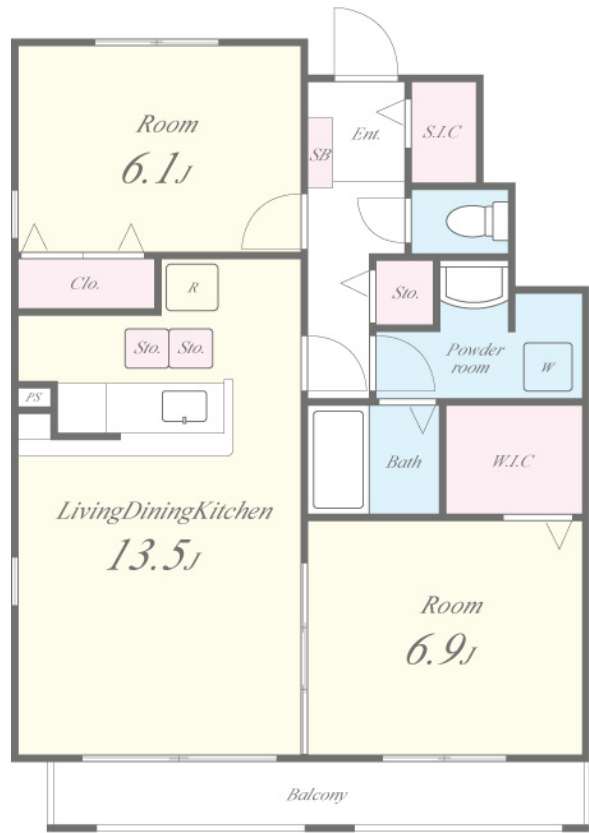 Room
6.1J
SB
Ent.
S.I.C
Clo.
R
Sto.
Sto. Sto.
Powder
room
W
PS
Bath
W.I.C
LivingDiningKitchen
13.5J
Room
6.9J
Balcony